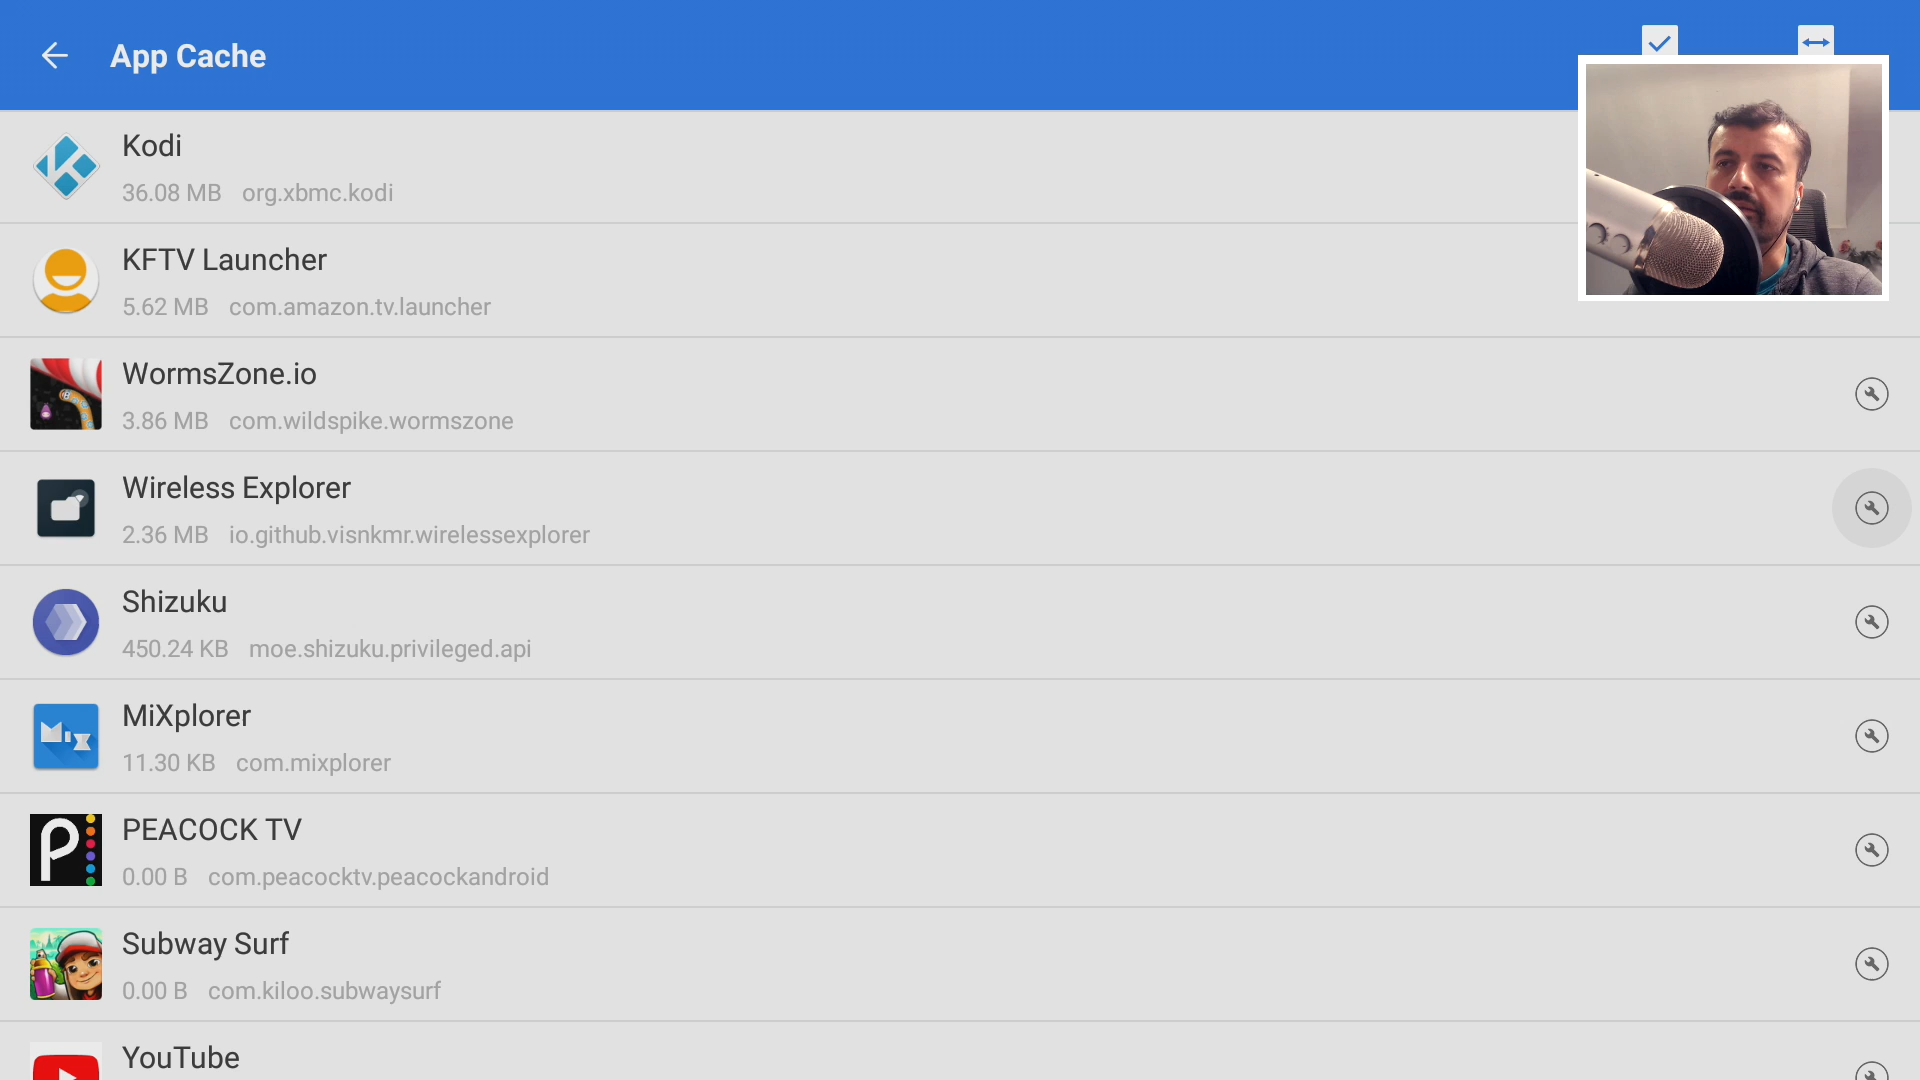 App Cache
Kodi
36.08 MB org.xbmc.kodi
KFTV Launcher
5.62 MB com.amazon.tv.launcher
WormsZone.io
3.86 MB com.wildspike.wormszone
Wireless Explorer
2.36 MB io.github.visnkmr.wirelessexplorer
Shizuku
450.24 KB moe.shizuku.privileged.api
Mix
MiXplorer
11.30 KB com.mixplorer
P
PEACOCK TV
0.00 B com.peacocktv.peacockandroid
Subway Surf
0.00 B com.kiloo.subwaysurf
YouTube